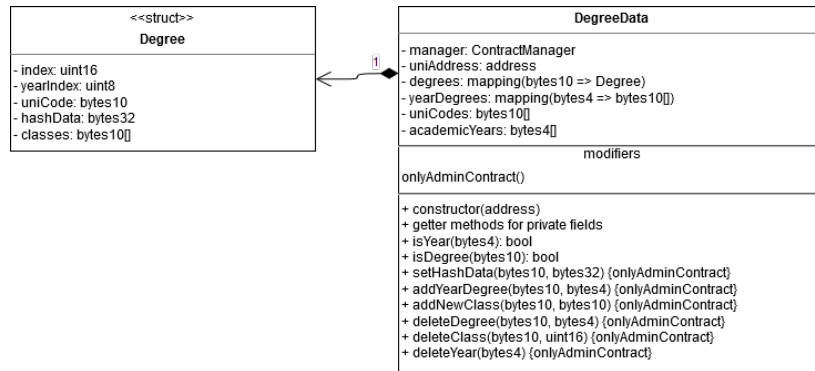 <<struct>>
Degree
- index: uint16
- yearIndex: uint8
- uniCode: bytes10
- hashData: bytes32
- classes: bytes10[]
1
DegreeData
- manager: ContractManager
- uniAddress: address
- degrees: mapping(bytes10 => Degree)
- yearDegrees: mapping(bytes4 => bytes10[])
- uniCodes: bytes10[]
- academicYears: bytes4[]
modifiers
onlyAdminContract()
+ constructor(address)
+ getter methods for private fields
+ isYear(bytes4): bool
+ isDegree(bytes10): bool
+ setHashData(bytes10, bytes32) {onlyAdminContract}
+ addYearDegree(bytes10, bytes4) {onlyAdminContract}
+ addNewClass(bytes10, bytes10) {onlyAdminContract}
+ deleteDegree(bytes10, bytes4) {onlyAdminContract}
+ deleteClass(bytes10, uint16) {onlyAdminContract}
+ deleteYear(bytes4) {onlyAdminContract}